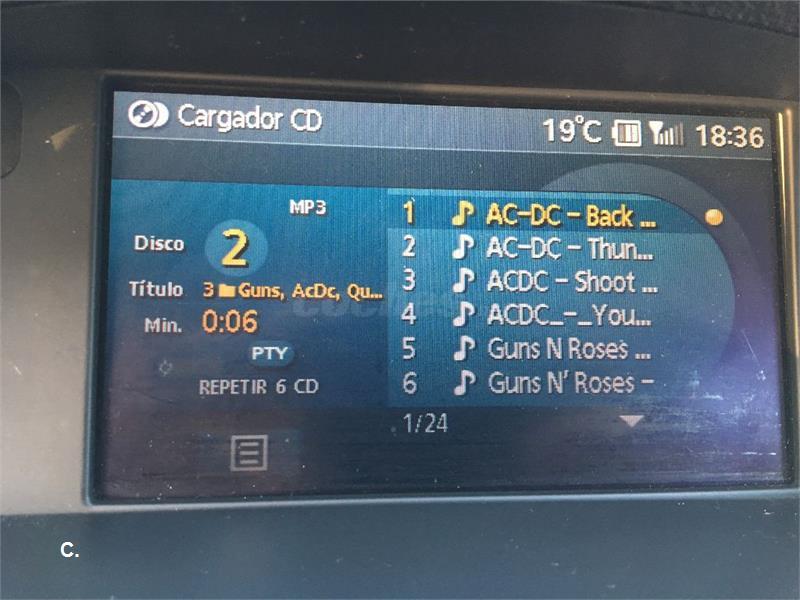 Cargador CD
19°C 18:36
MP3
Disco 2
Título 3 Guns, AcDc, Qu...
Min. 0:06
PTY
REPETIR 6 CD
1 AC-DC - Back ...
2 AC-DC - Thun...
3 ACDC - Shoot ...
4 ACDC_-_You...
5 Guns N Roses ...
6 Guns N' Roses -
1/24
coches
C.